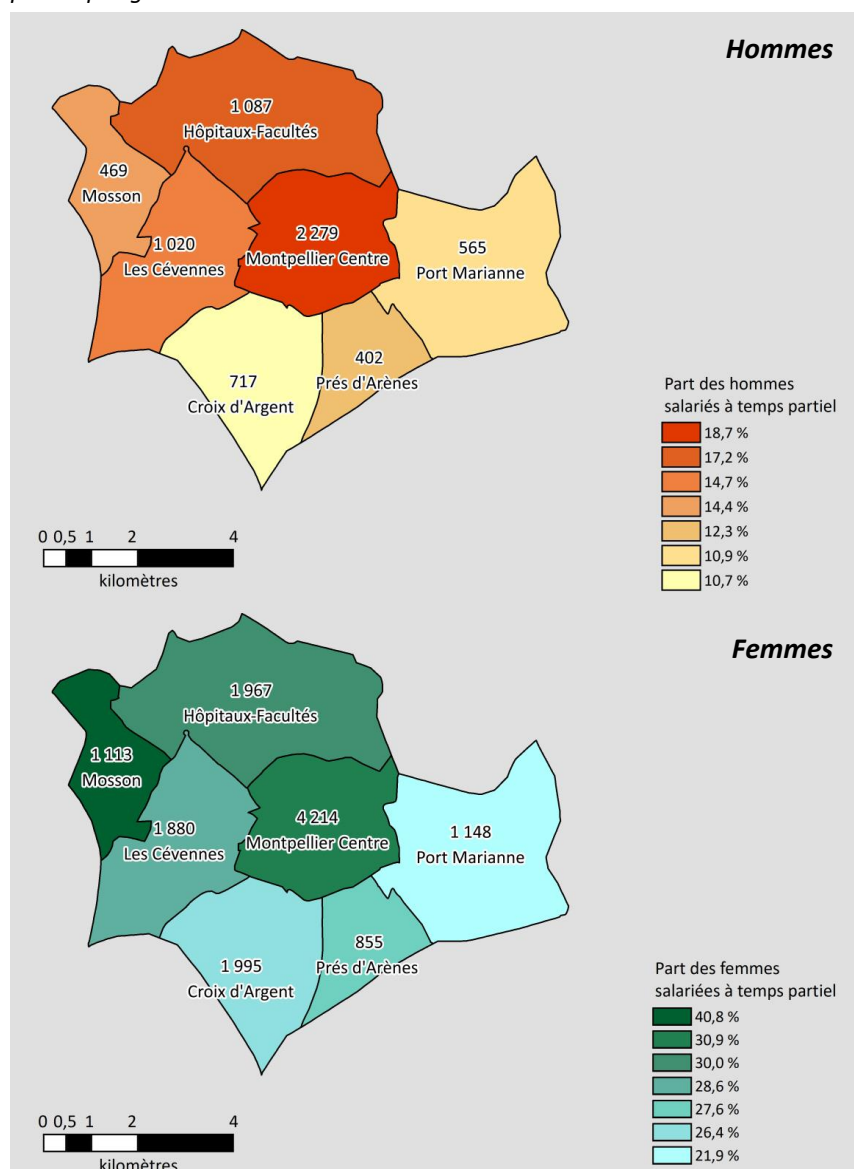 Hommes
1 087
Hôpitaux-Facultés
469
Mosson
1 020
Les Cévennes
2 279
Montpellier Centre
565
Port Marianne
717
Croix d'Argent
402
Prés d'Arènes
Part des hommes
salariés à temps partiel
18,7 %
17,2 %
14,7 %
14,4 %
12,3 %
10,9 %
10,7 %
0 0,5 1 2 4
kilomètres
Femmes
1 967
Hôpitaux-Facultés
1 113
Mosson
1 880
Les Cévennes
4 214
Montpellier Centre
1 148
Port Marianne
1 995
Croix d'Argent
855
Prés d'Arènes
Part des femmes
salariées à temps partiel
40,8 %
30,9 %
30,0 %
28,6 %
27,6 %
26,4 %
21,9 %
0 0,5 1 2 4
kilomètres